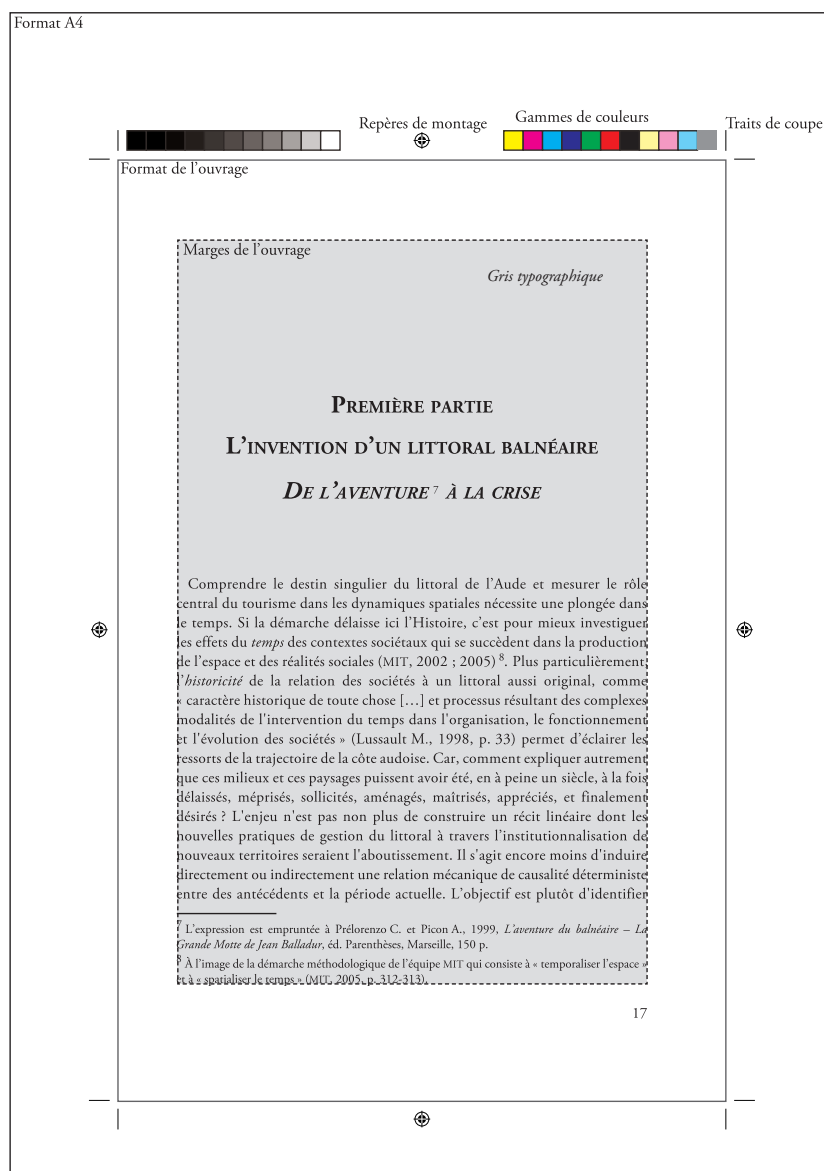 Format A4
Repères de montage
Gammes de couleurs
Traits de coupe
Format de l’ouvrage
Marges de l’ouvrage
Gris typographique
PREMIÈRE PARTIE
L’INVENTION D’UN LITTORAL BALNÉAIRE
DE L’AVENTURE 7 À LA CRISE
Comprendre le destin singulier du littoral de l’Aude et mesurer le rôle
central du tourisme dans les dynamiques spatiales nécessite une plongée dans
le temps. Si la démarche délaisse ici l’Histoire, c’est pour mieux investiguer
les effets du temps des contextes sociétaux qui se succèdent dans la production
de l’espace et des réalités sociales (MIT, 2002 ; 2005) 8. Plus particulièrement,
l’historicité de la relation des sociétés à un littoral aussi original, comme
« caractère historique de toute chose […] et processus résultant des complexes
modalités de l'intervention du temps dans l'organisation, le fonctionnement
et l'évolution des sociétés » (Lussault M., 1998, p. 33) permet d’éclairer les
ressorts de la trajectoire de la côte audoise. Car, comment expliquer autrement
que ces milieux et ces paysages puissent avoir été, en à peine un siècle, à la fois
délaissés, méprisés, sollicités, aménagés, maîtrisés, appréciés, et finalement
désirés ? L'enjeu n'est pas non plus de construire un récit linéaire dont les
nouvelles pratiques de gestion du littoral à travers l’institutionnalisation de
nouveaux territoires seraient l'aboutissement. Il s'agit encore moins d'induire
directement ou indirectement une relation mécanique de causalité déterministe
entre des antécédents et la période actuelle. L’objectif est plutôt d’identifier
7 L’expression est empruntée à Prélorenzo C. et Picon A., 1999, L’aventure du balnéaire – La
Grande Motte de Jean Balladur, éd. Parenthèses, Marseille, 150 p.
8 À l’image de la démarche méthodologique de l’équipe MIT qui consiste à « temporaliser l’espace »
et à « spatialiser le temps » (MIT, 2005, p. 312-313).
17